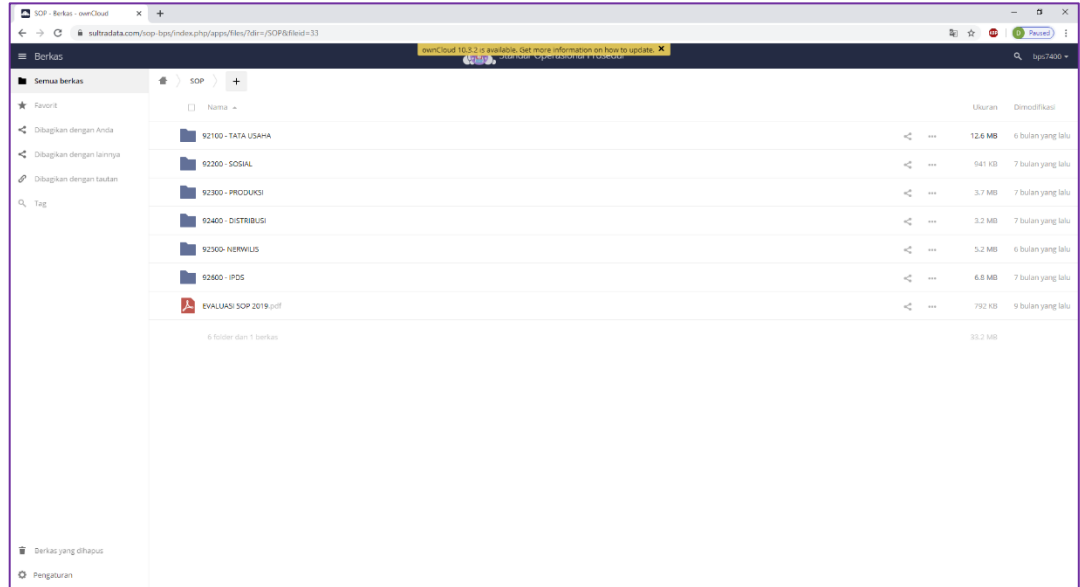 SOP - Berkas - ownCloud
sultradata.com/sop-bps/index.php/apps/files/?dir=/SOP&fileid=33
ABP
D Paused
Berkas
ownCloud 10.3.2 is available. Get more information on how to update. X
Standar Operasional Prosedur
bps7400
Semua berkas
SOP
+
Favorit
Nama
Ukuran
Dimodifikasi
Dibagikan dengan Anda
92100 - TATA USAHA
12.6 MB
6 bulan yang lalu
Dibagikan dengan lainnya
92200 - SOSIAL
941 KB
7 bulan yang lalu
Dibagikan dengan tautan
92300 - PRODUKSI
3.7 MB
7 bulan yang lalu
Tag
92400 - DISTRIBUSI
3.2 MB
7 bulan yang lalu
92500- NERWILIS
5.2 MB
6 bulan yang lalu
92600 - IPDS
6.8 MB
7 bulan yang lalu
EVALUASI SOP 2019.pdf
792 KB
9 bulan yang lalu
6 folder dan 1 berkas
33.2 MB
Berkas yang dihapus
Pengaturan